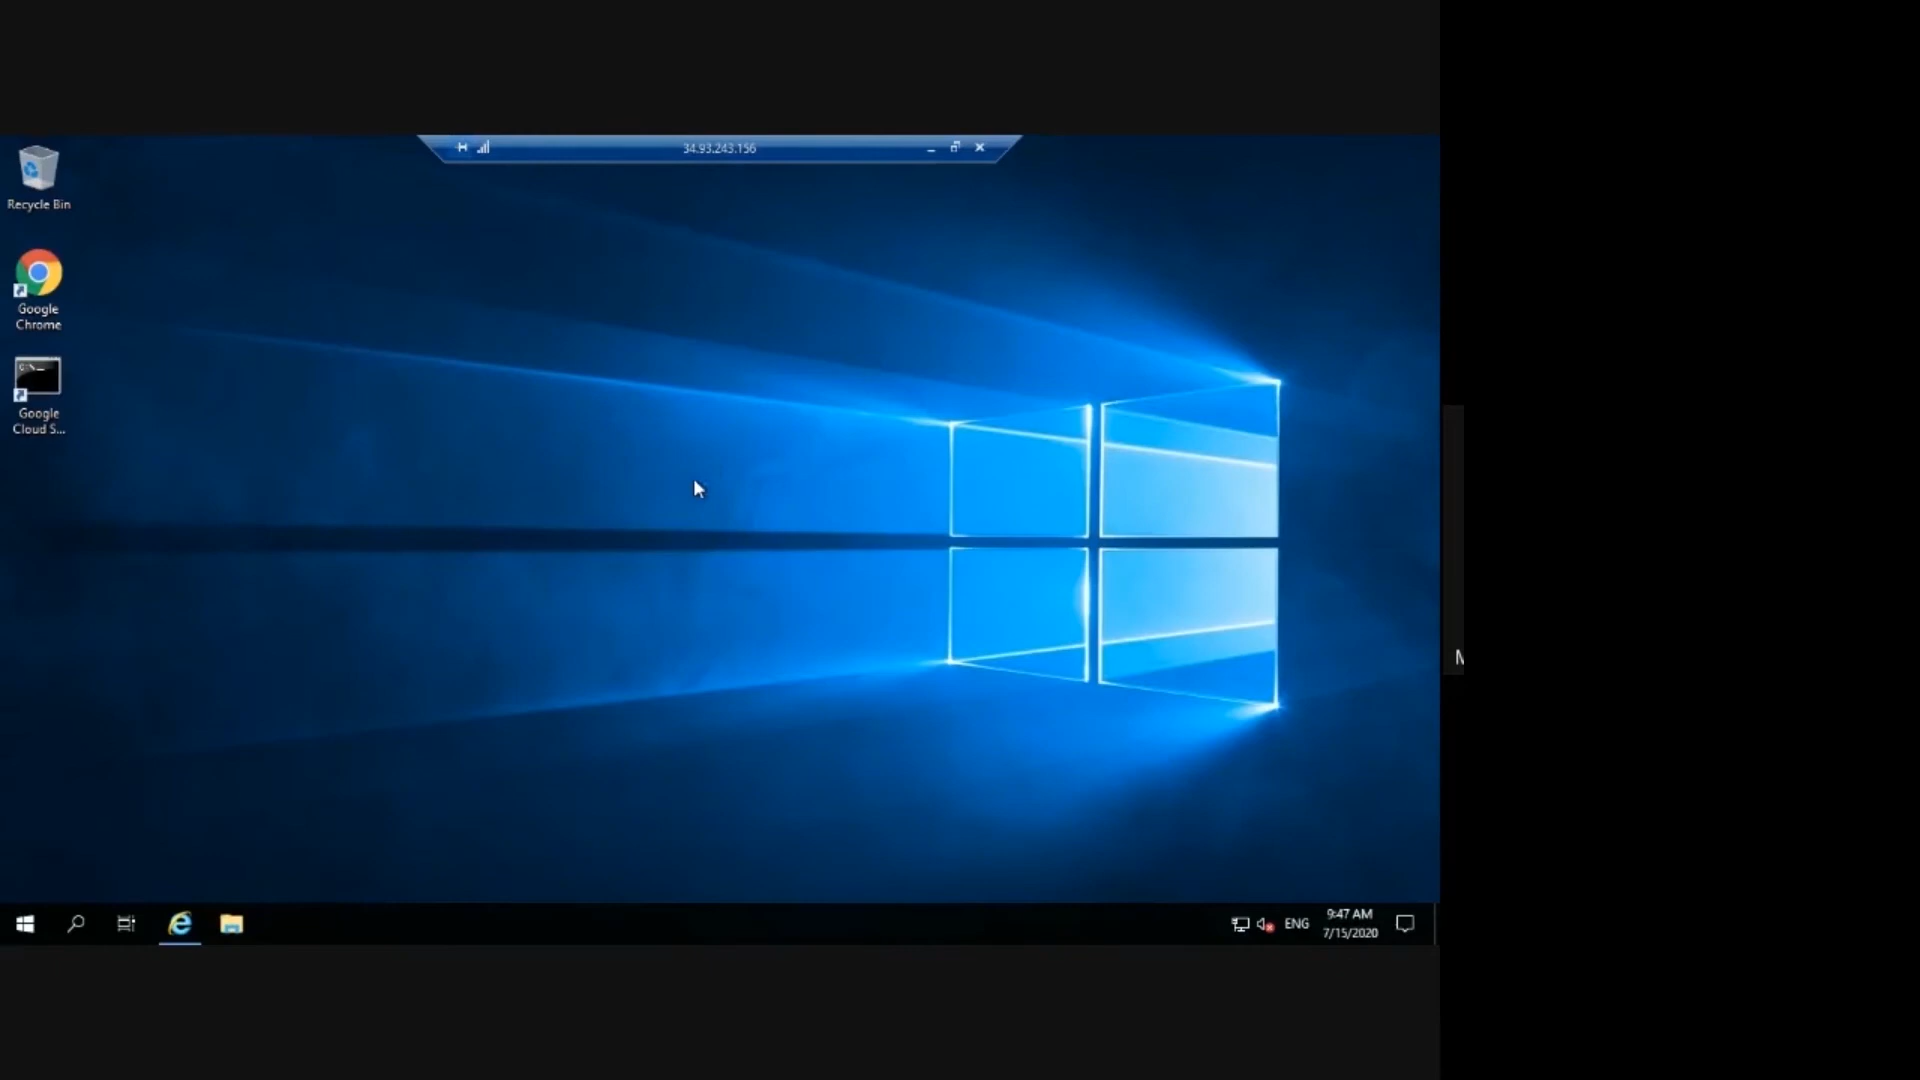 34.93.243.156
Recycle Bin
Google
Chrome
Google
Cloud S...
M
ENG
9:47 AM
7/15/2020